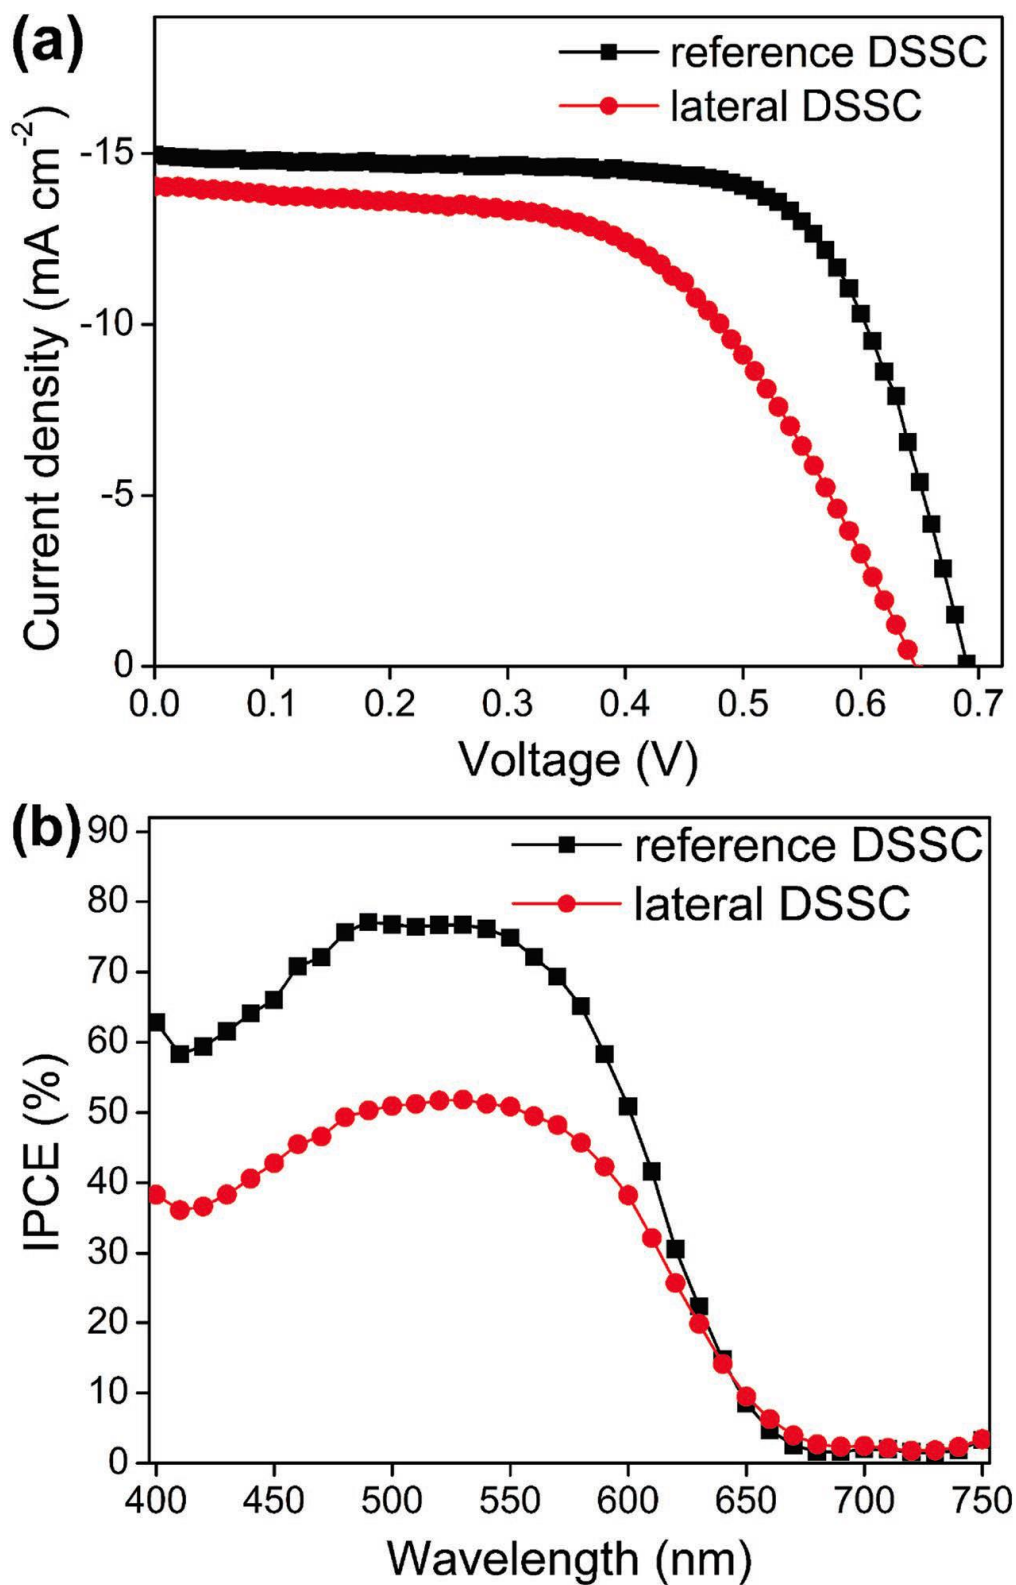 (a)
reference DSSC
lateral DSSC
Current density (mA cm⁻²)
-15
-10
-5
0
0.0 0.1 0.2 0.3 0.4 0.5 0.6 0.7
Voltage (V)
(b)
reference DSSC
lateral DSSC
IPCE (%)
90
80
70
60
50
40
30
20
10
0
400 450 500 550 600 650 700 750
Wavelength (nm)